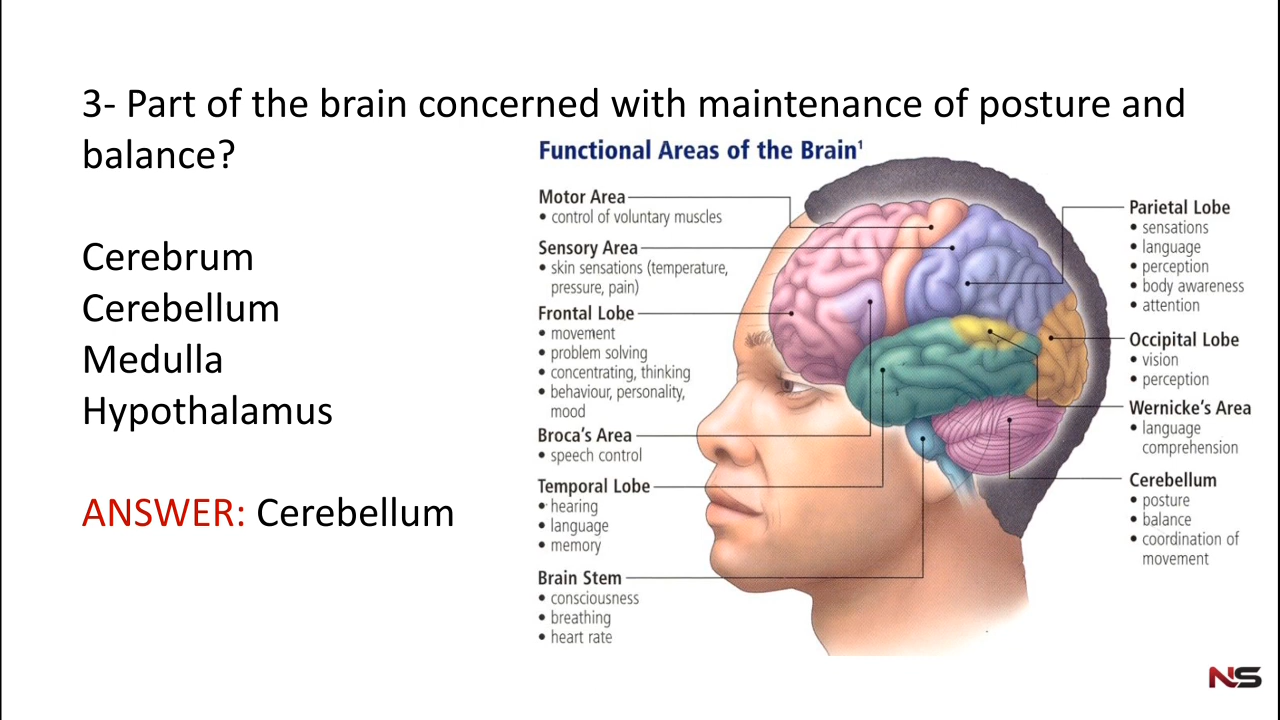 3- Part of the brain concerned with maintenance of posture and
balance?
Cerebrum
Cerebellum
Medulla
Hypothalamus
ANSWER: Cerebellum
Functional Areas of the Brain¹
Motor Area
• control of voluntary muscles
Sensory Area
• skin sensations (temperature,
pressure, pain)
Frontal Lobe
• movement
• problem solving
• concentrating, thinking
• behaviour, personality,
mood
Broca's Area
• speech control
Temporal Lobe
• hearing
• language
• memory
Brain Stem
• consciousness
• breathing
• heart rate
Parietal Lobe
• sensations
• language
• perception
• body awareness
• attention
Occipital Lobe
• vision
• perception
Wernicke's Area
• language
comprehension
Cerebellum
• posture
• balance
• coordination of
movement
NS